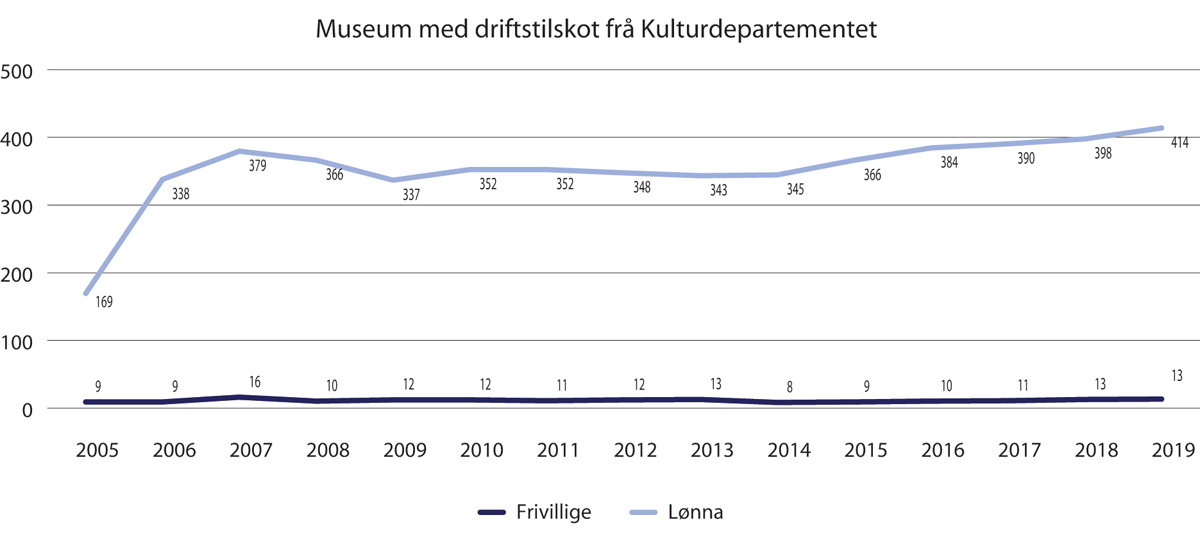 Museum med driftstilskot frå Kulturdepartementet
500
400
300
200
100
0
169 338 379 366 337 352 352 348 343 345 366 384 390 398 414
9 9 16 10 12 12 11 12 13 8 9 10 11 13 13
2005 2006 2007 2008 2009 2010 2011 2012 2013 2014 2015 2016 2017 2018 2019
Frivillige Lønna